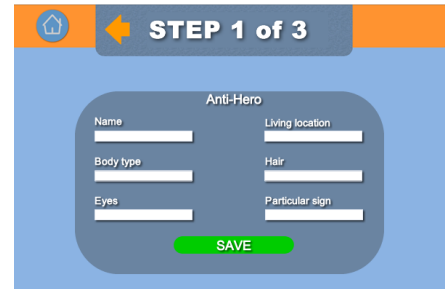 STEP 1 of 3
Anti-Hero
Name
Living location
Body type
Hair
Eyes
Particular sign
SAVE